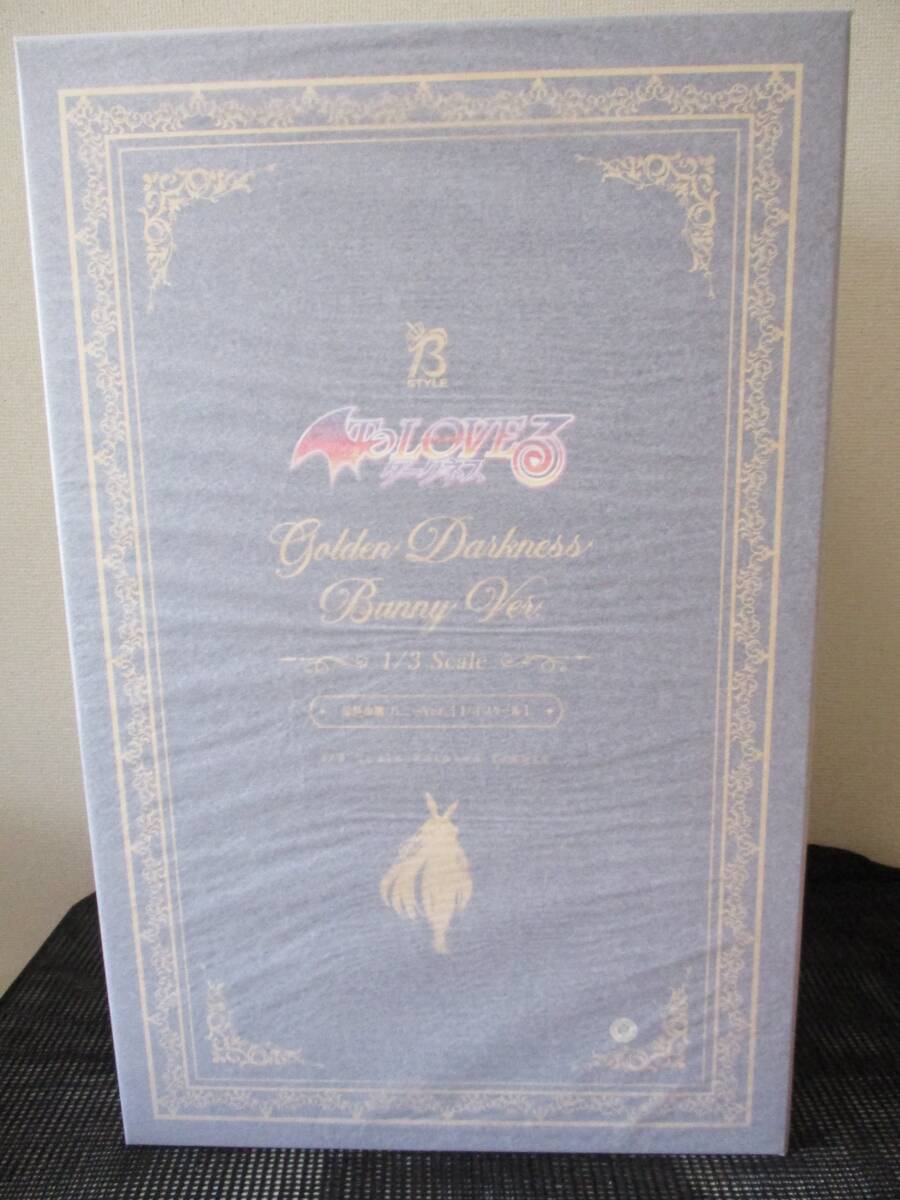 B
STYLE
To LOVEる
ダークネス
Golden Darkness
Bunny Ver.
1/3 Scale